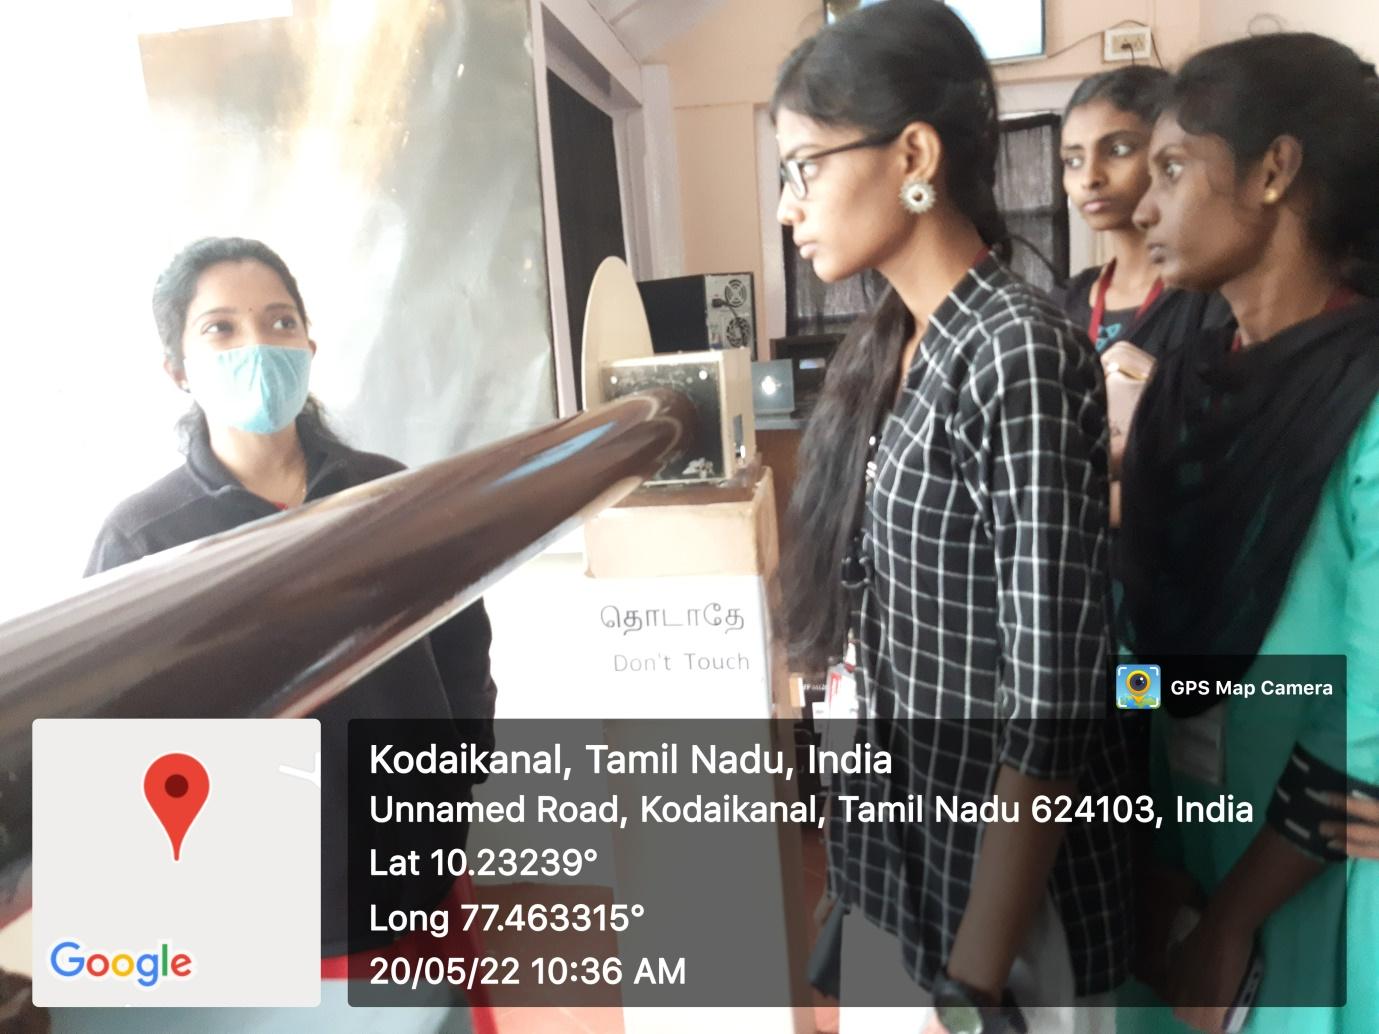 தொடாதே
Don't Touch
GPS Map Camera
Kodaikanal, Tamil Nadu, India
Unnamed Road, Kodaikanal, Tamil Nadu 624103, India
Lat 10.23239°
Long 77.463315°
20/05/22 10:36 AM
Google